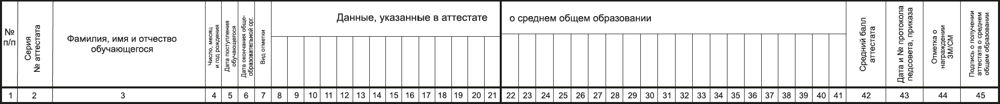 №
п/п
Серия
№ аттестата
Фамилия, имя и отчество
обучающегося
Число, месяц
и год рождения
Дата поступления
обучающегося
Дата окончания обще-
образовательной орг.
Вид отметки
Данные, указанные в аттестате
о среднем общем образовании
Средний балл
аттестата
Дата и № протокола
педсовета, приказа
Отметка о
награждении
ЗМ/СМ
Подпись о получении
аттестата о среднем
общем образовании
1 2 3 4 5 6 7 8 9 10 11 12 13 14 15 16 17 18 19 20 21 22 23 24 25 26 27 28 29 30 31 32 33 34 35 36 37 38 39 40 41 42 43 44 45